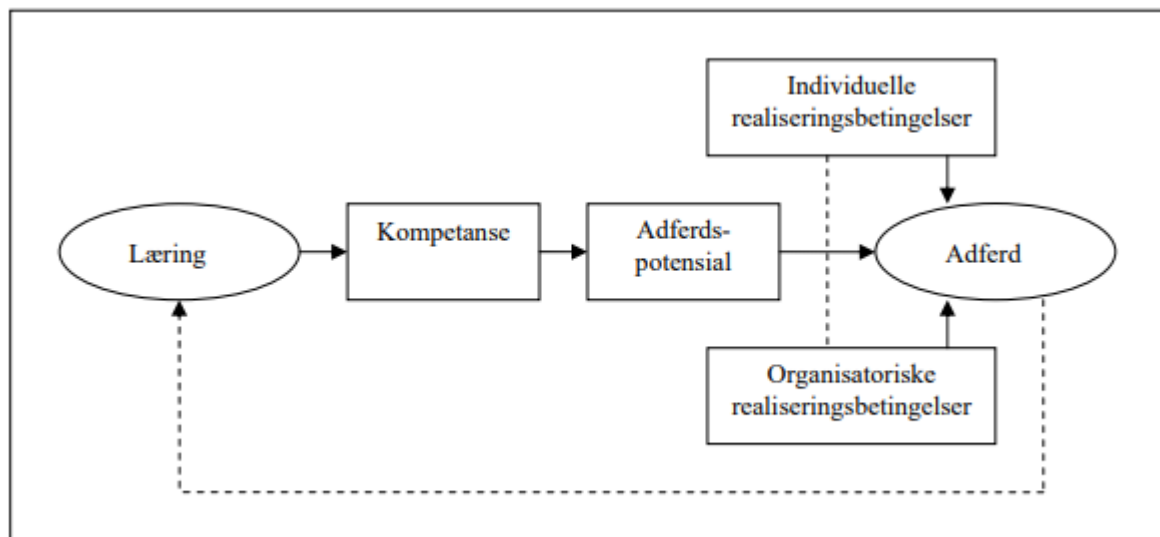 Individuelle
realiseringsbetingelser
Læring
Kompetanse
Adferds-
potensial
Adferd
Organisatoriske
realiseringsbetingelser